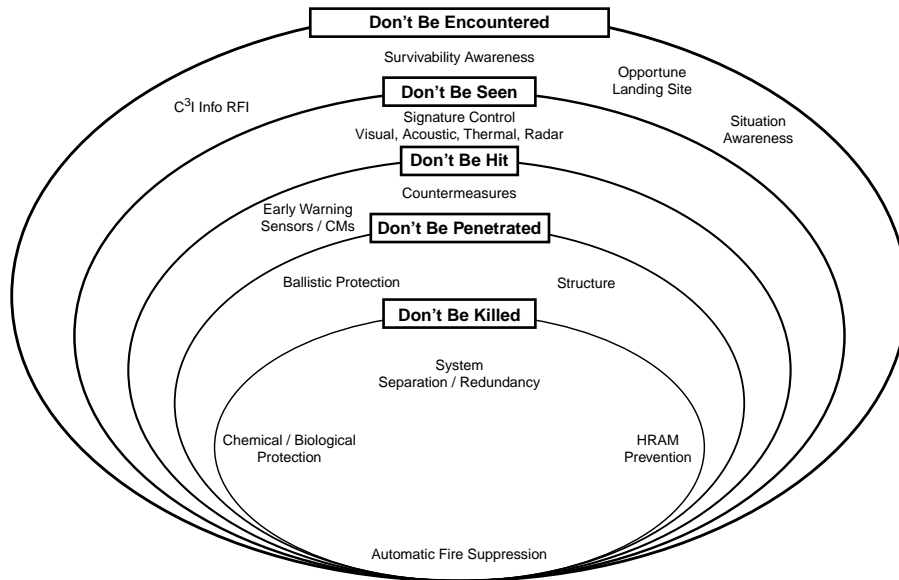 Don't Be Encountered
Survivability Awareness
Opportune
Landing Site
C³I Info RFI
Don't Be Seen
Situation
Awareness
Signature Control
Visual, Acoustic, Thermal, Radar
Don't Be Hit
Countermeasures
Early Warning
Sensors / CMs
Don't Be Penetrated
Ballistic Protection
Structure
Don't Be Killed
System
Separation / Redundancy
Chemical / Biological
Protection
HRAM
Prevention
Automatic Fire Suppression